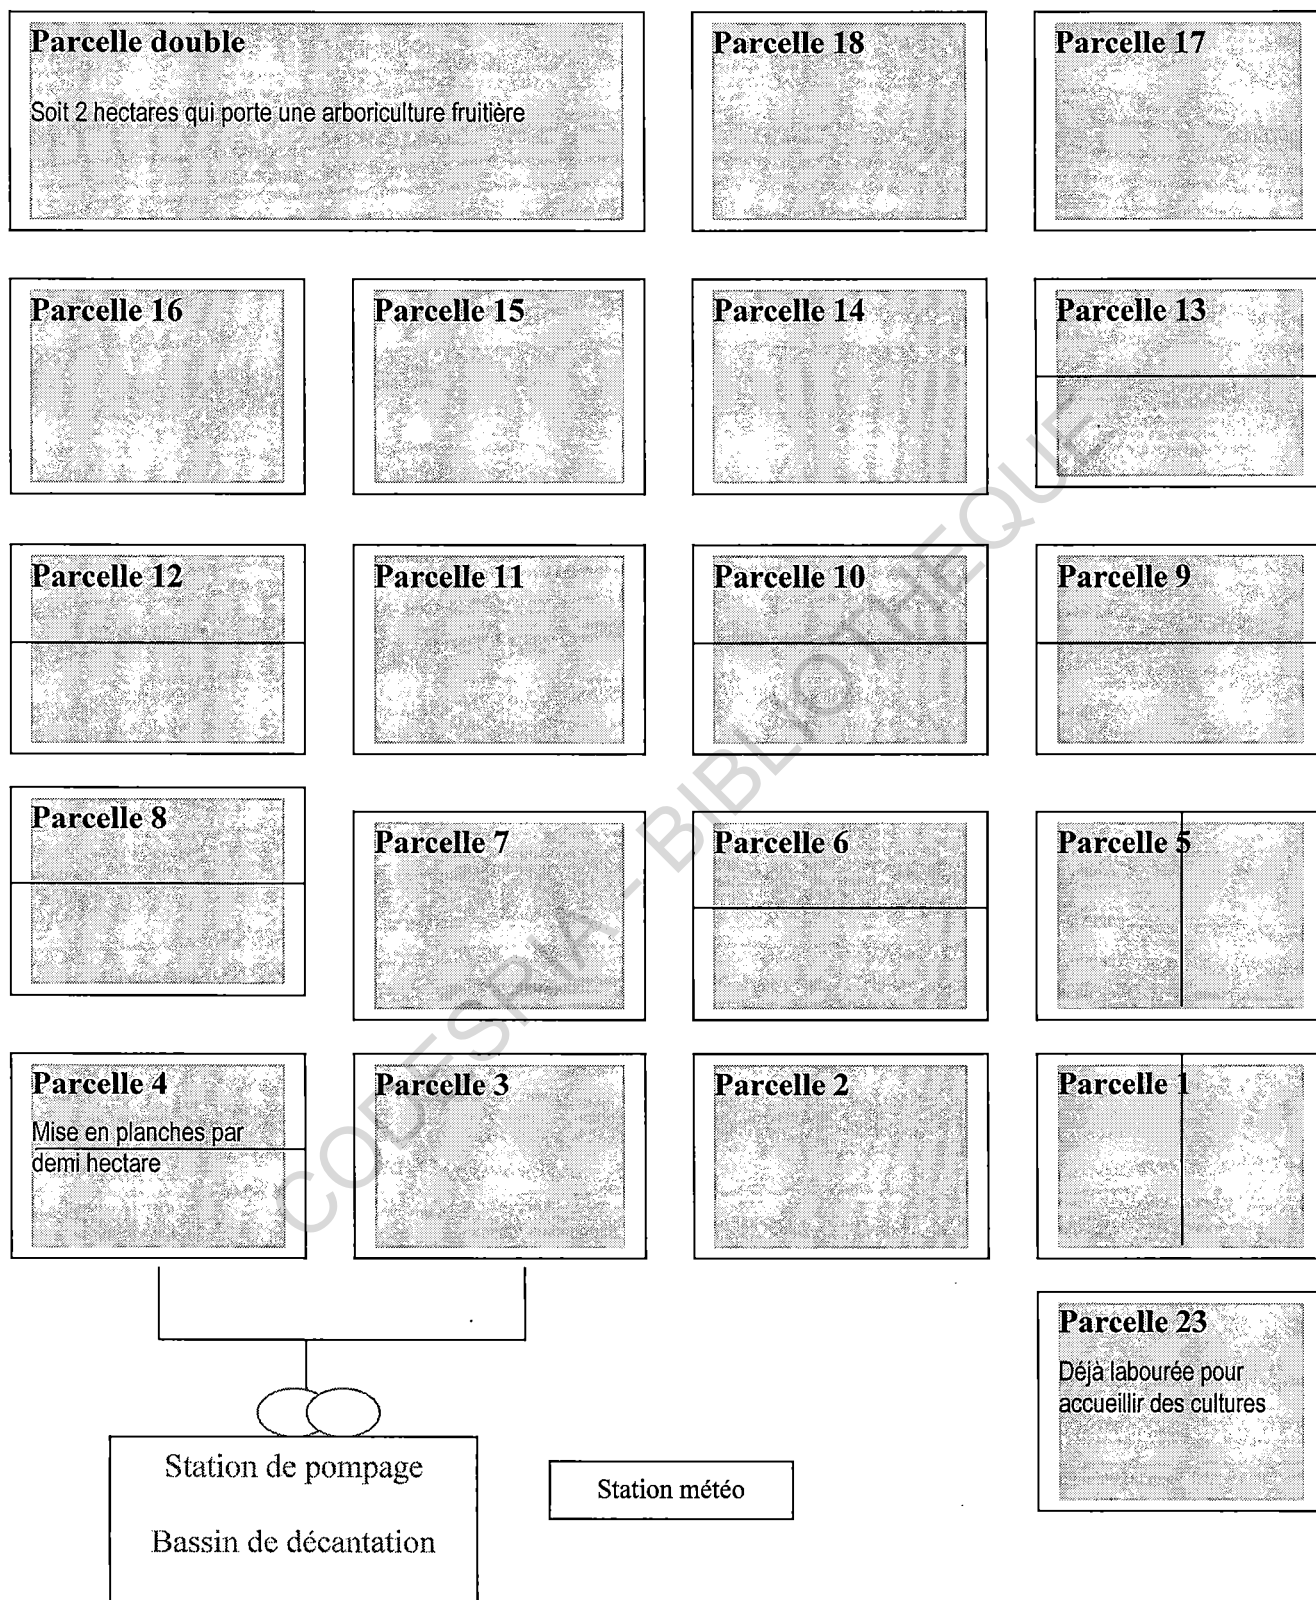 Parcelle double
Soit 2 hectares qui porte une arboriculture fruitière
Parcelle 18
Parcelle 17
Parcelle 16
Parcelle 15
Parcelle 14
Parcelle 13
Parcelle 12
Parcelle 11
Parcelle 10
Parcelle 9
Parcelle 8
Parcelle 7
Parcelle 6
Parcelle 5
Parcelle 4
Mise en planches par
demi hectare
Parcelle 3
Parcelle 2
Parcelle 1
Parcelle 23
Déjà labourée pour
accueillir des cultures
Station de pompage
Bassin de décantation
Station météo
CODESRIA - BIBLIOTHEQUE